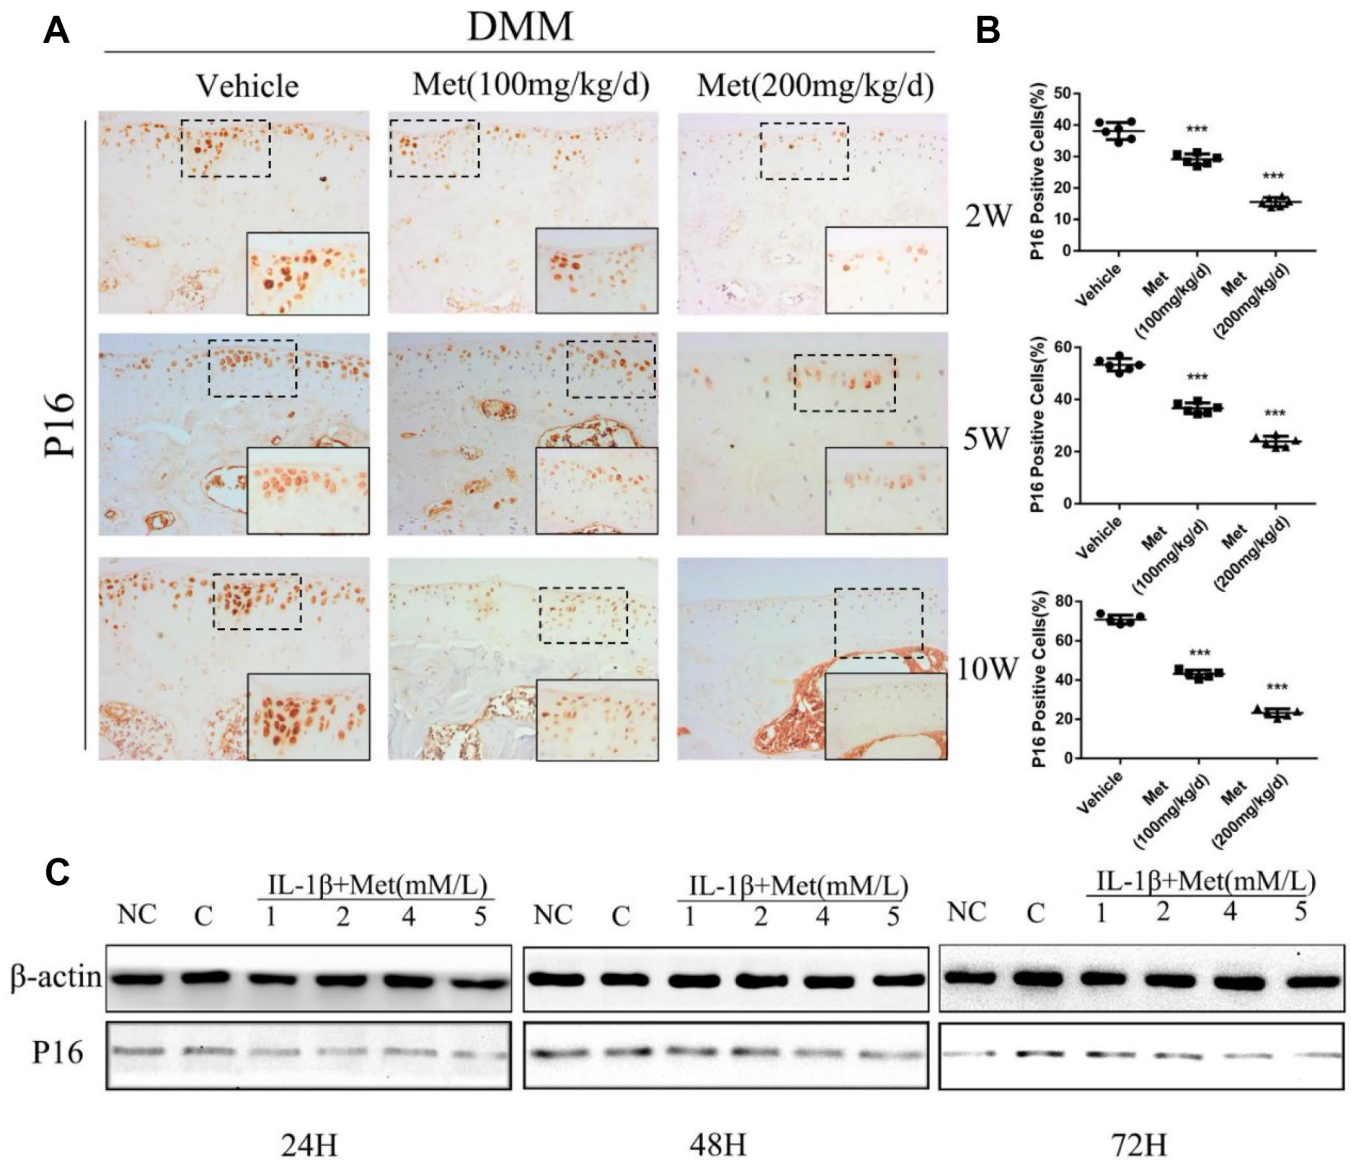 A
DMM
Vehicle Met(100mg/kg/d) Met(200mg/kg/d)
P16
2W
5W
10W
B
P16 Positive Cells(%)
50
40
30
20
10
0
***
***
Vehicle
Met
(100mg/kg/d)
Met
(200mg/kg/d)
P16 Positive Cells(%)
60
40
20
0
***
***
Vehicle
Met
(100mg/kg/d)
Met
(200mg/kg/d)
P16 Positive Cells(%)
80
60
40
20
0
***
***
Vehicle
Met
(100mg/kg/d)
Met
(200mg/kg/d)
C
IL-1β+Met(mM/L)
NC C 1 2 4 5
IL-1β+Met(mM/L)
NC C 1 2 4 5
IL-1β+Met(mM/L)
NC C 1 2 4 5
β-actin
P16
24H 48H 72H